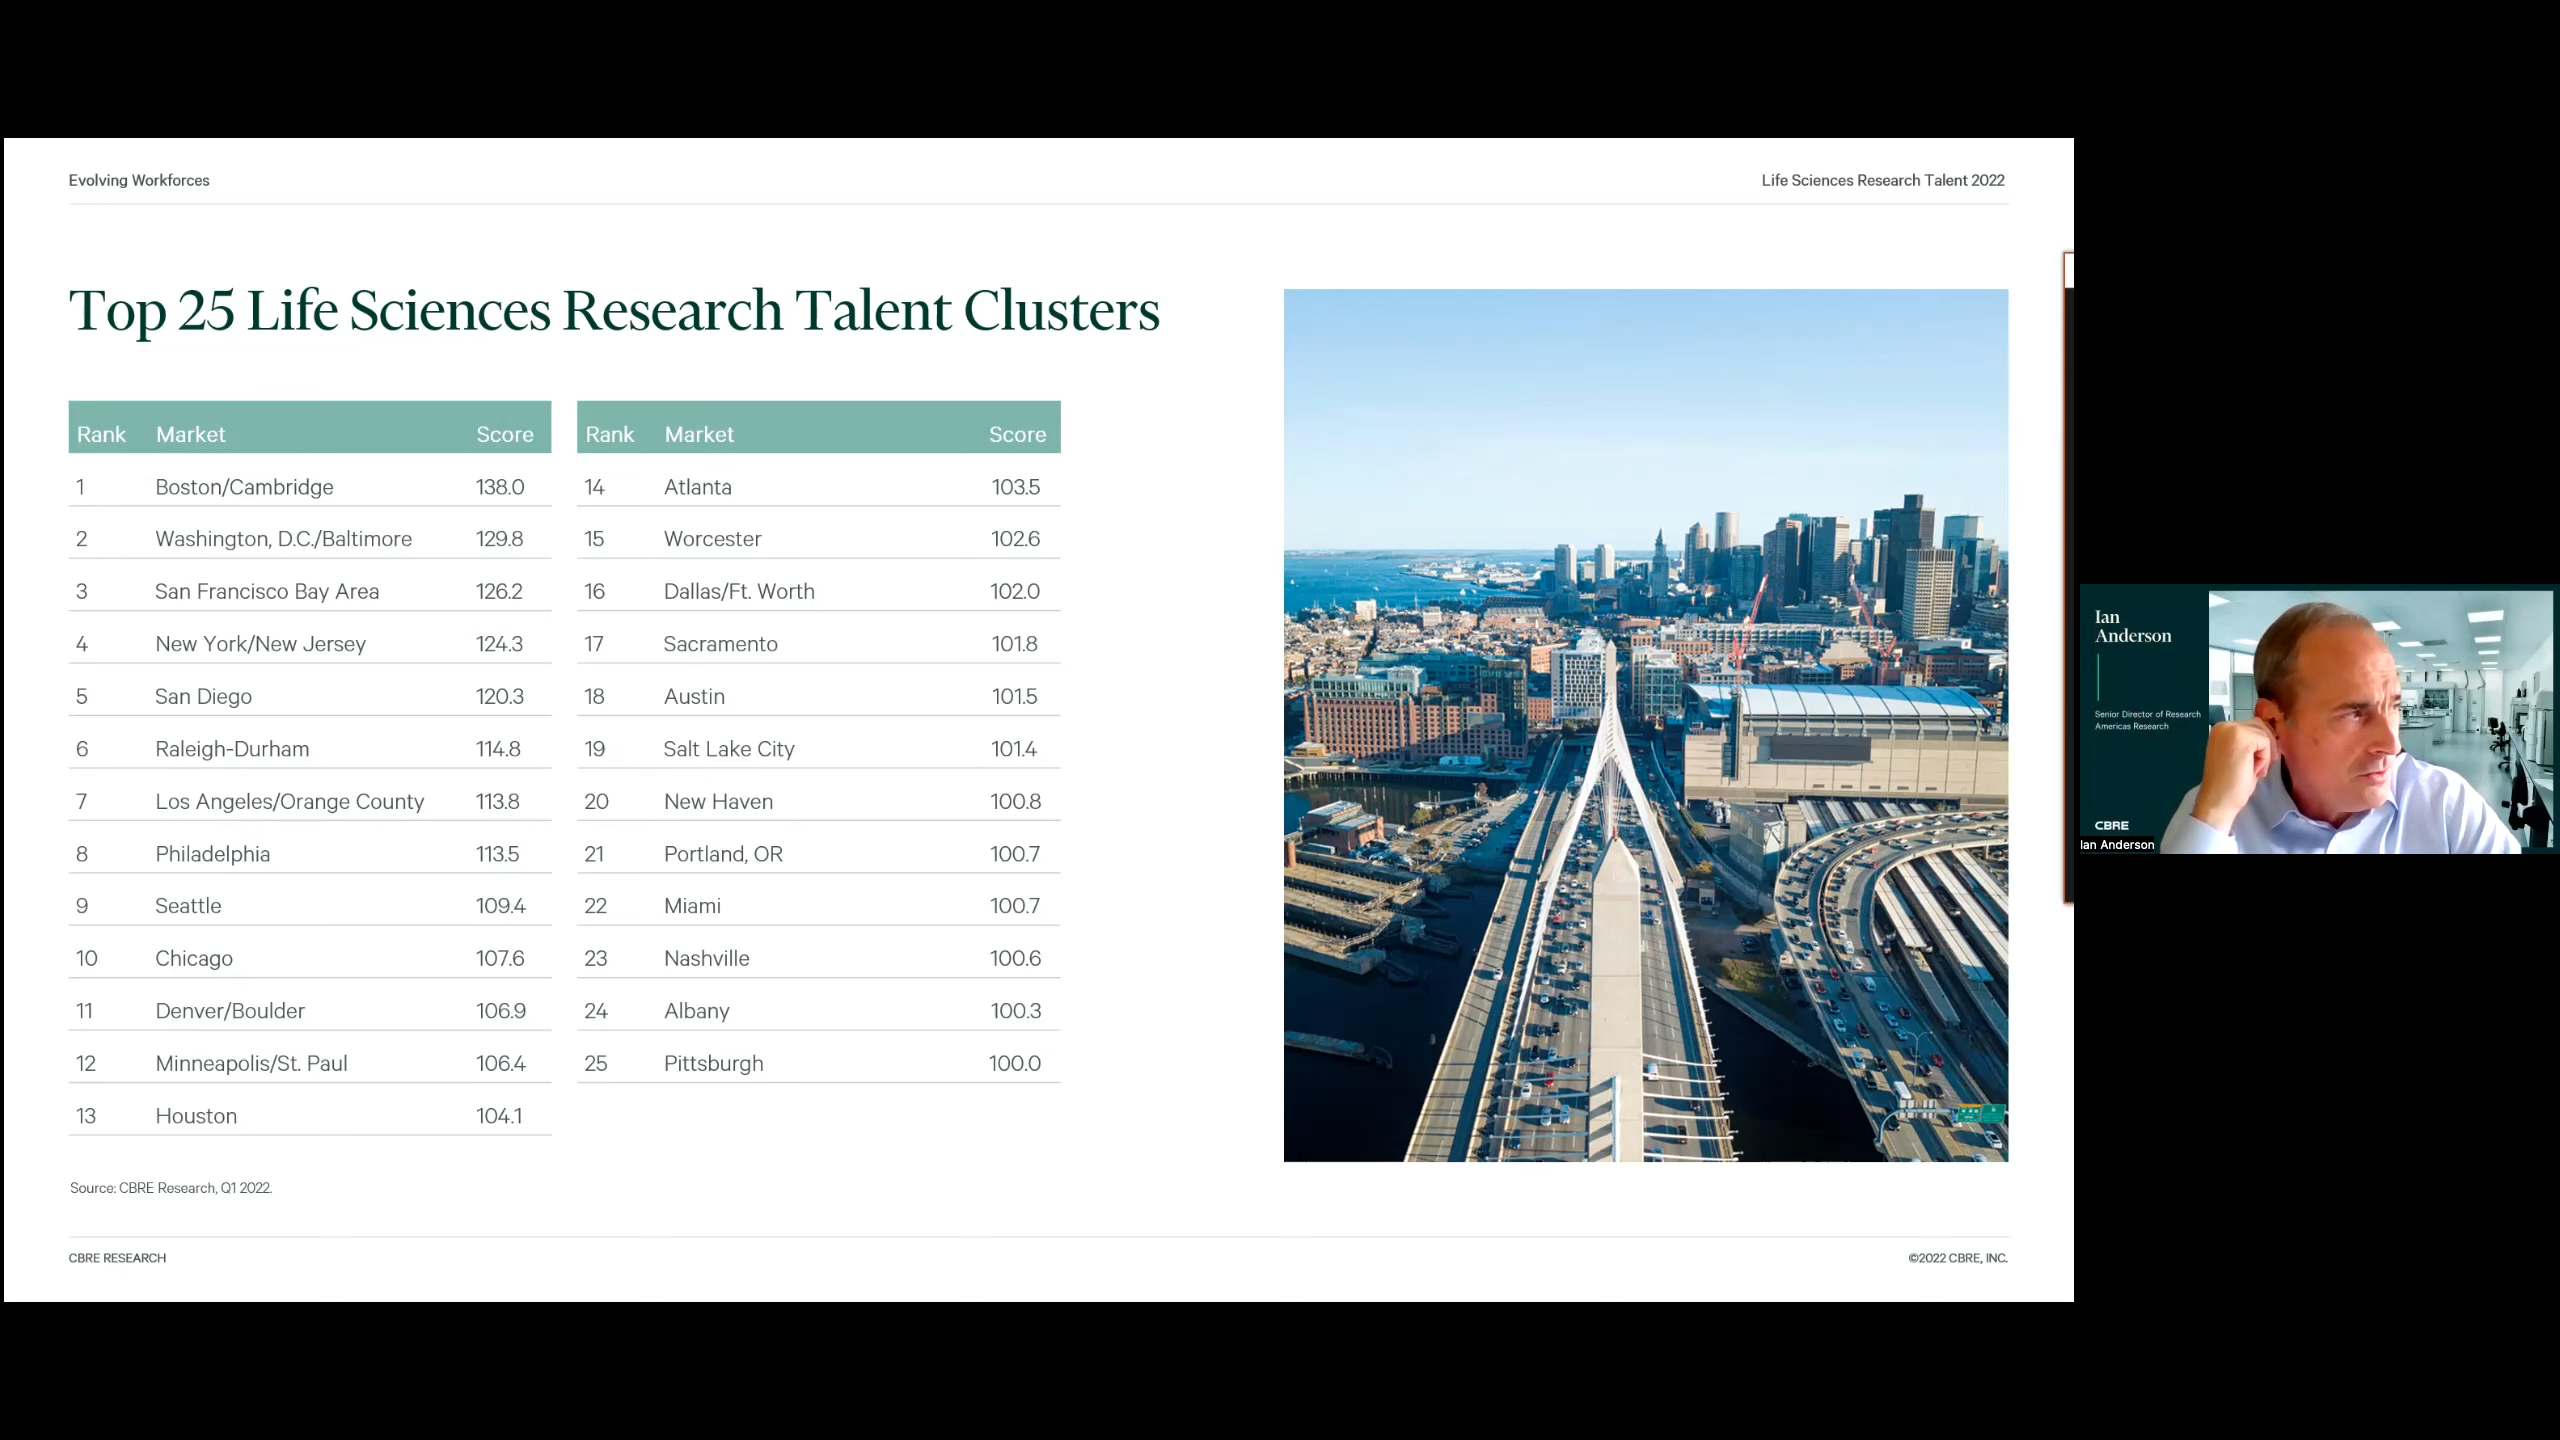 Evolving Workforces
Life Sciences Research Talent 2022
Top 25 Life Sciences Research Talent Clusters
Rank Market Score
1 Boston/Cambridge 138.0
2 Washington, D.C./Baltimore 129.8
3 San Francisco Bay Area 126.2
4 New York/New Jersey 124.3
5 San Diego 120.3
6 Raleigh-Durham 114.8
7 Los Angeles/Orange County 113.8
8 Philadelphia 113.5
9 Seattle 109.4
10 Chicago 107.6
11 Denver/Boulder 106.9
12 Minneapolis/St. Paul 106.4
13 Houston 104.1
Rank Market Score
14 Atlanta 103.5
15 Worcester 102.6
16 Dallas/Ft. Worth 102.0
17 Sacramento 101.8
18 Austin 101.5
19 Salt Lake City 101.4
20 New Haven 100.8
21 Portland, OR 100.7
22 Miami 100.7
23 Nashville 100.6
24 Albany 100.3
25 Pittsburgh 100.0
Source: CBRE Research, Q1 2022.
CBRE RESEARCH
©2022 CBRE, INC.
Ian
Anderson
Senior Director of Research
Americas Research
CBRE
Ian Anderson